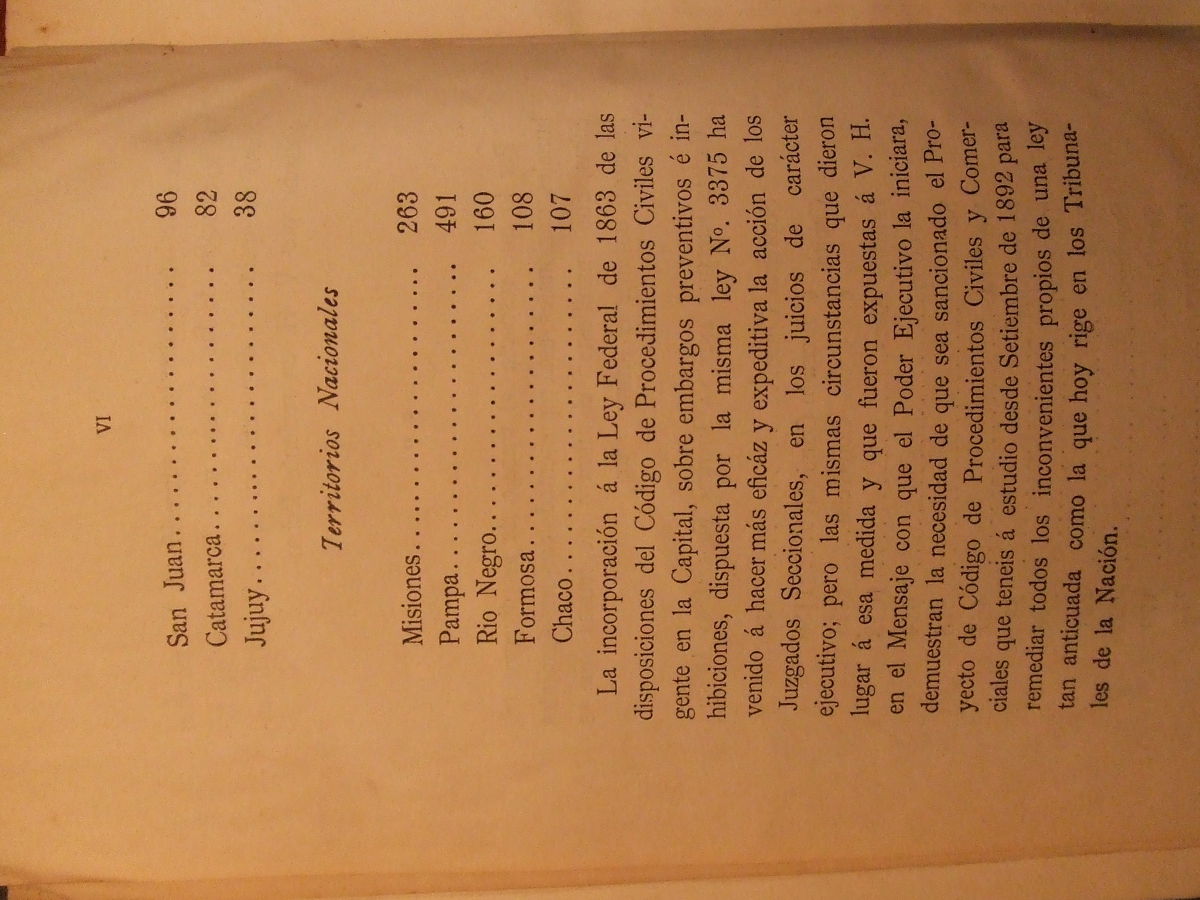 VI
San Juan........................ 96
Catamarca..................... 82
Jujuy........................... 38
Territorios Nacionales
Misiones........................ 263
Pampa......................... 491
Rio Negro...................... 160
Formosa........................ 108
Chaco......................... 107
La incorporación á la Ley Federal de 1863 de las
disposiciones del Código de Procedimientos Civiles vi-
gente en la Capital, sobre embargos preventivos é in-
hibiciones, dispuesta por la misma ley Nº. 3375 ha
venido á hacer más eficáz y expeditiva la acción de los
Juzgados Seccionales, en los juicios de carácter
ejecutivo; pero las mismas circunstancias que dieron
lugar á esa medida y que fueron expuestas á V. H.
en el Mensaje con que el Poder Ejecutivo la iniciara,
demuestran la necesidad de que sea sancionado el Pro-
yecto de Código de Procedimientos Civiles y Comer-
ciales que teneis á estudio desde Setiembre de 1892 para
remediar todos los inconvenientes propios de una ley
tan anticuada como la que hoy rige en los Tribuna-
les de la Nación.